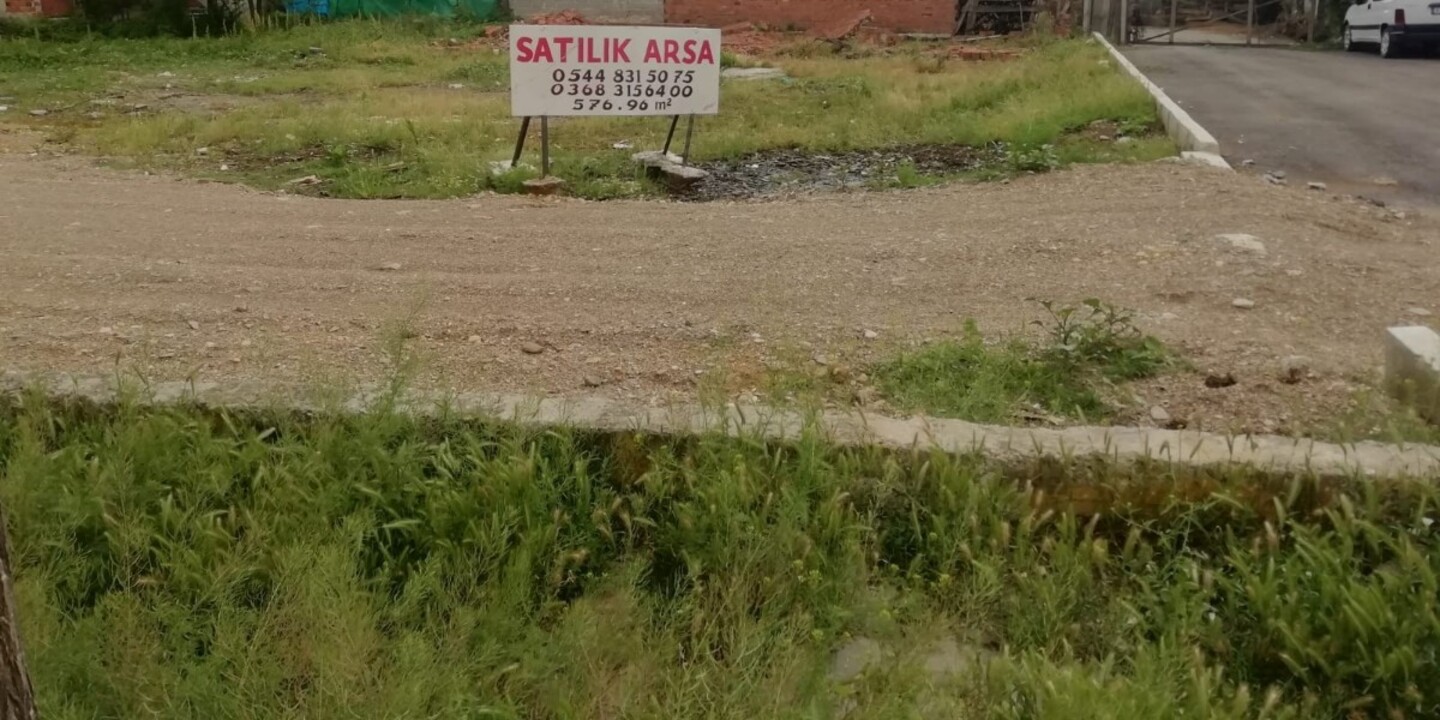 SATILIK ARSA
0544 831 50 75
0368 3156400
576.96 m²